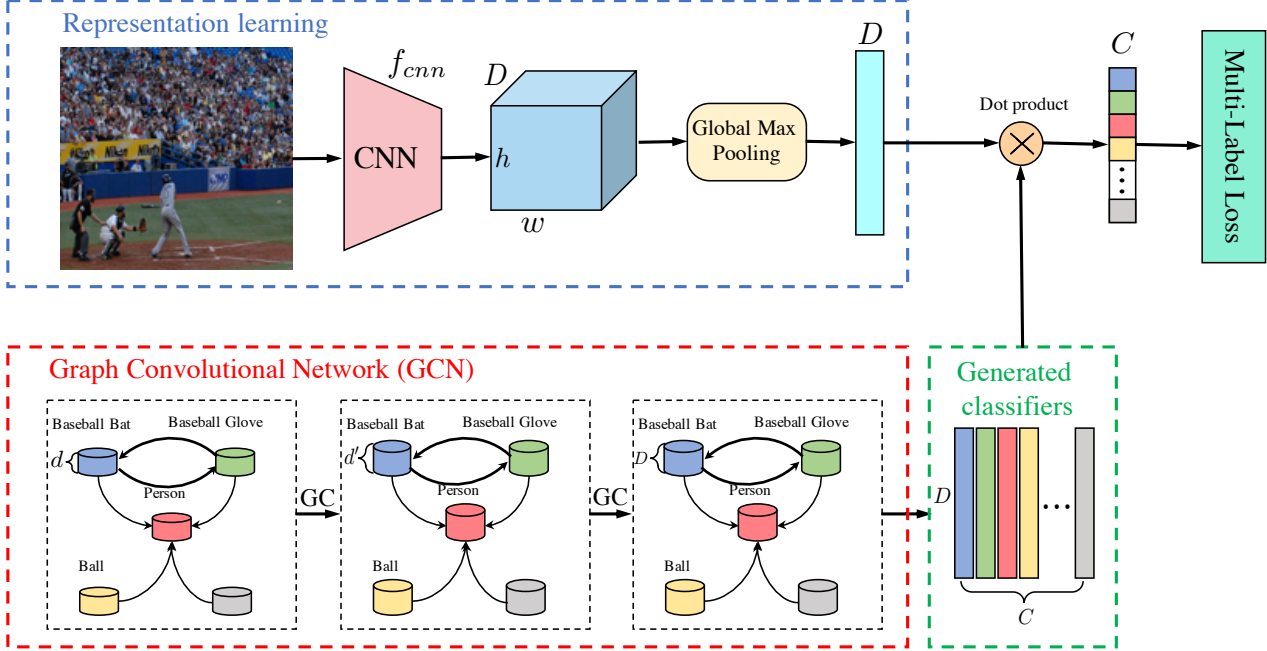 Representation learning
f_cnn
D
D
C
CNN
h
w
Global Max
Pooling
Dot product
Multi-Label Loss
Nikon
Nikon
Graph Convolutional Network (GCN)
Baseball Bat
Baseball Glove
d
Person
Ball
GC
Baseball Bat
Baseball Glove
d′
Person
Ball
GC
Baseball Bat
Baseball Glove
D
Person
Ball
Generated
classifiers
D
...
C